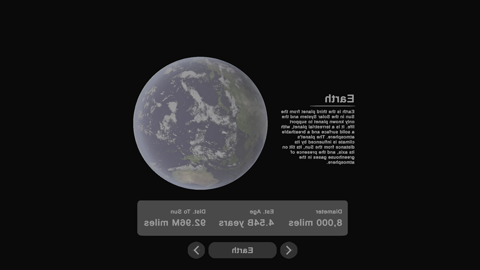 Earth
Earth is the third planet from the
Sun in the Solar System and the
only known planet to support
life. It is a terrestrial planet, with
a solid surface and a breathable
atmosphere. The planet's
climate is influenced by its
distance from the Sun, its tilt on
its axis, and the presence of
greenhouse gases in the
atmosphere.
Diameter
8,000 miles
Est. Age
4.54B years
Dist. To Sun
92.96M miles
Earth